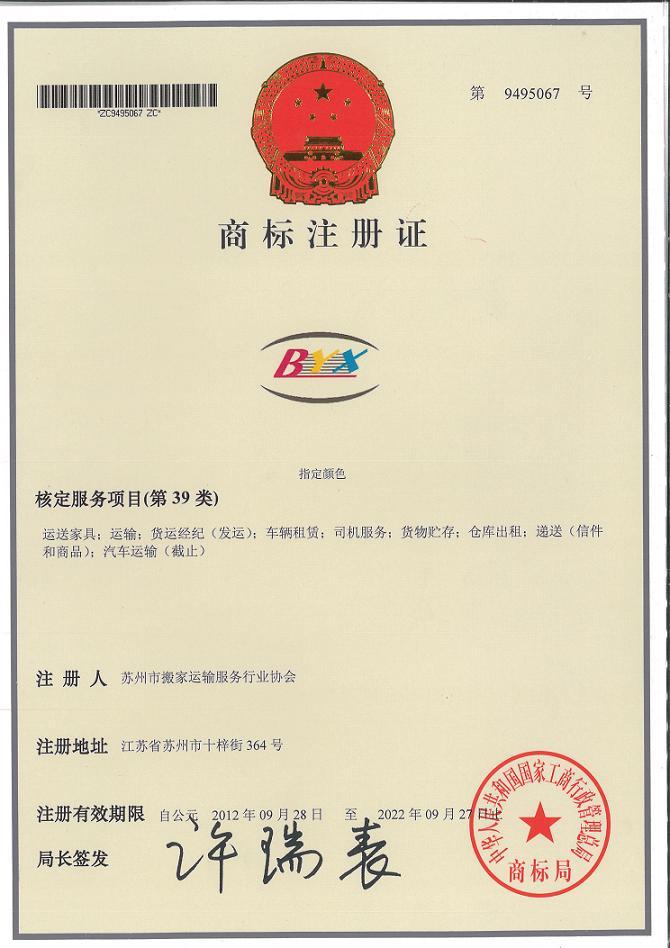 *ZC9495067 ZC*
第 9495067 号
商标注册证
BYX
指定颜色
核定服务项目(第 39 类)
运送家具；运输；货运经纪（发运）；车辆租赁；司机服务；货物贮存；仓库出租；递送（信件
和商品）；汽车运输（截止）
注 册 人 苏州市搬家运输服务行业协会
注册地址 江苏省苏州市十梓街 364 号
注册有效期限 自公元 2012 年 09 月 28 日 至 2022 年 09 月 27 日止
局长签发 许瑞表
中华人民共和国国家工商行政管理总局
商标局